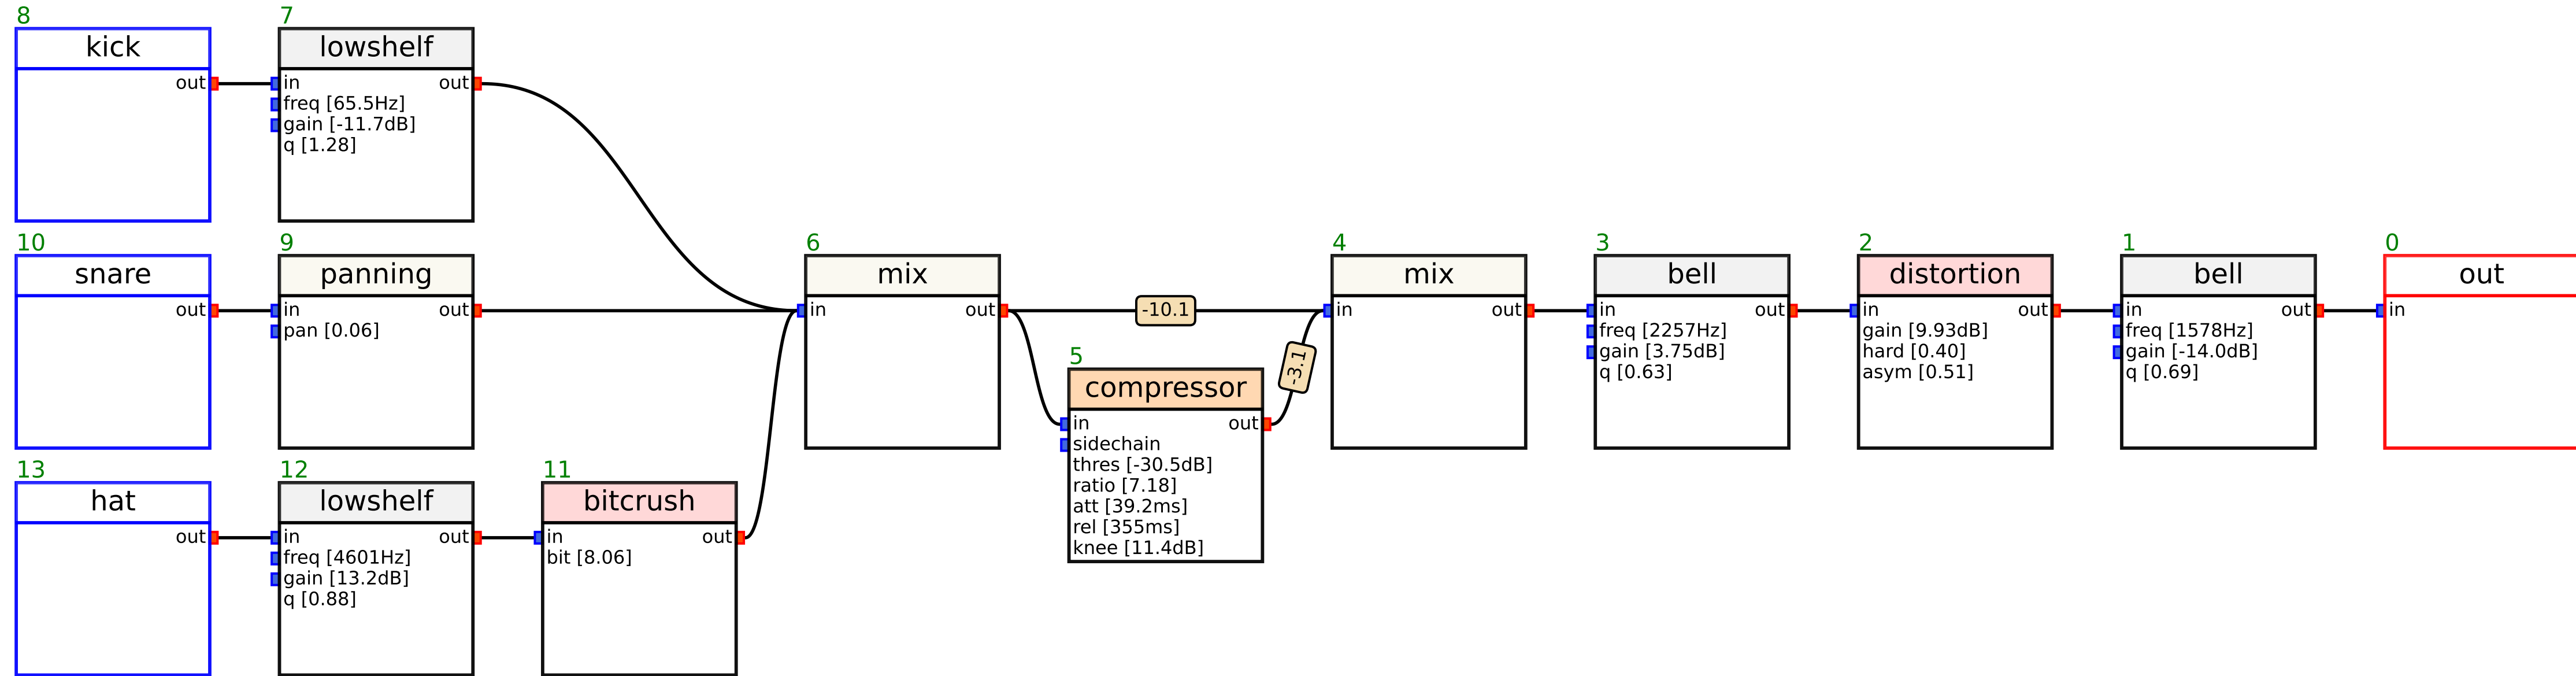 8
kick
out
7
lowshelf
in out
freq [65.5Hz]
gain [-11.7dB]
q [1.28]
10
snare
out
9
panning
in out
pan [0.06]
13
hat
out
12
lowshelf
in out
freq [4601Hz]
gain [13.2dB]
q [0.88]
11
bitcrush
in out
bit [8.06]
6
mix
in out
-10.1
5
compressor
in out
sidechain
thres [-30.5dB]
ratio [7.18]
att [39.2ms]
rel [355ms]
knee [11.4dB]
-3.1
4
mix
in out
3
bell
in out
freq [2257Hz]
gain [3.75dB]
q [0.63]
2
distortion
in out
gain [9.93dB]
hard [0.40]
asym [0.51]
1
bell
in out
freq [1578Hz]
gain [-14.0dB]
q [0.69]
0
out
in